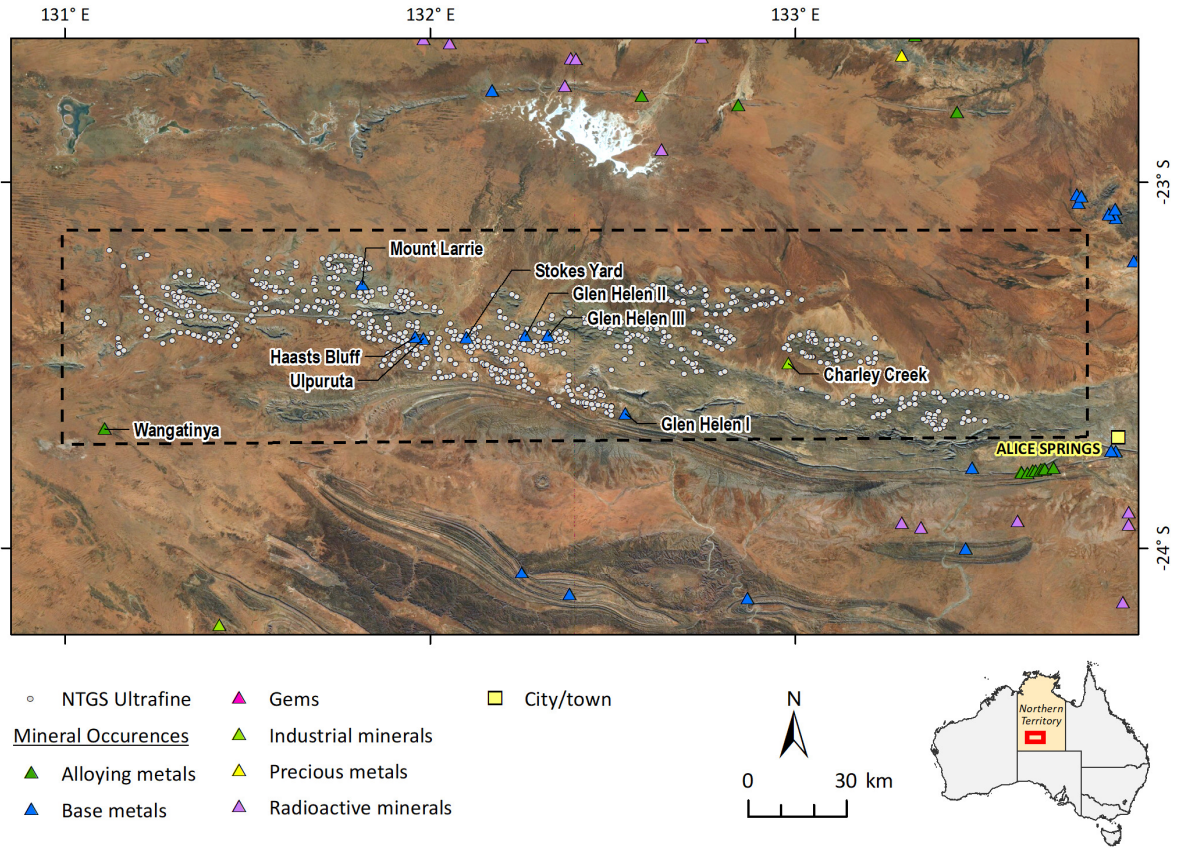 131° E
132° E
133° E
-23° S
-24° S
Mount Larrie
Stokes Yard
Glen Helen II
Glen Helen III
Haasts Bluff
Ulpuruta
Charley Creek
Glen Helen I
Wangatinya
ALICE SPRINGS
NTGS Ultrafine
Mineral Occurences
Alloying metals
Base metals
Gems
Industrial minerals
Precious metals
Radioactive minerals
City/town
N
0 30 km
Northern
Territory